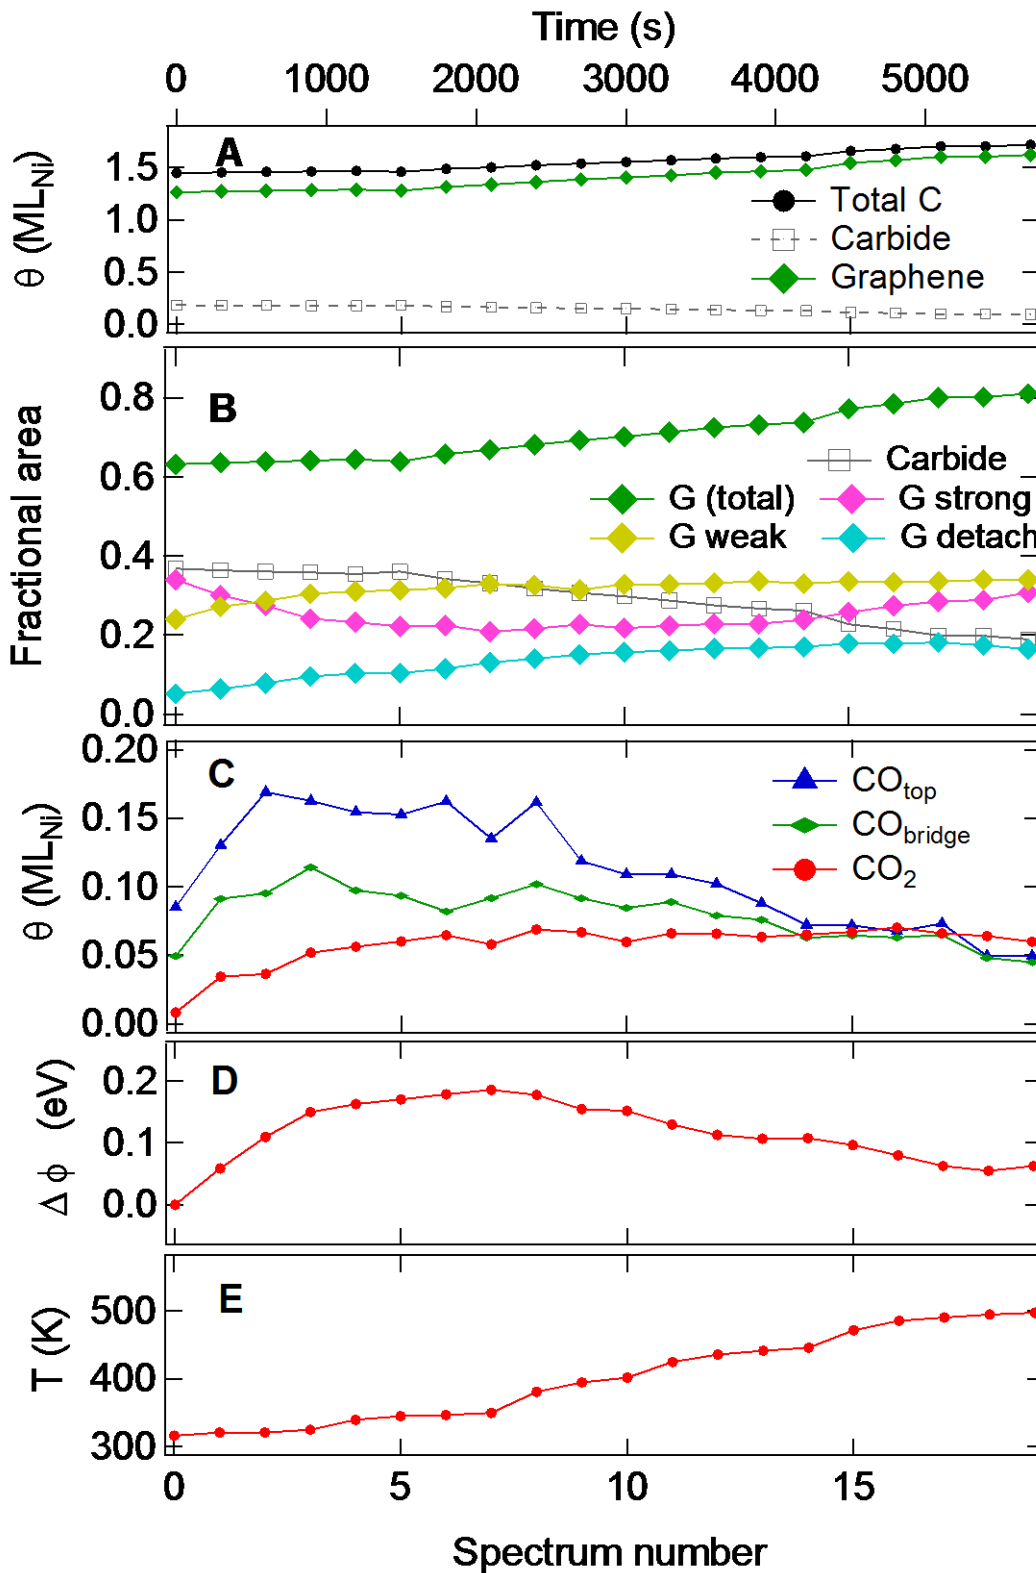 Time (s)
0 1000 2000 3000 4000 5000
A
θ (ML_Ni)
1.5
1.0
0.5
0.0
Total C
Carbide
Graphene
B
Fractional area
0.8
0.6
0.4
0.2
0.0
Carbide
G (total) G strong
G weak G detach
C
θ (ML_Ni)
0.20
0.15
0.10
0.05
0.00
CO_top
CO_bridge
CO_2
D
Δ ϕ (eV)
0.2
0.1
0.0
E
T (K)
500
400
300
0 5 10 15
Spectrum number